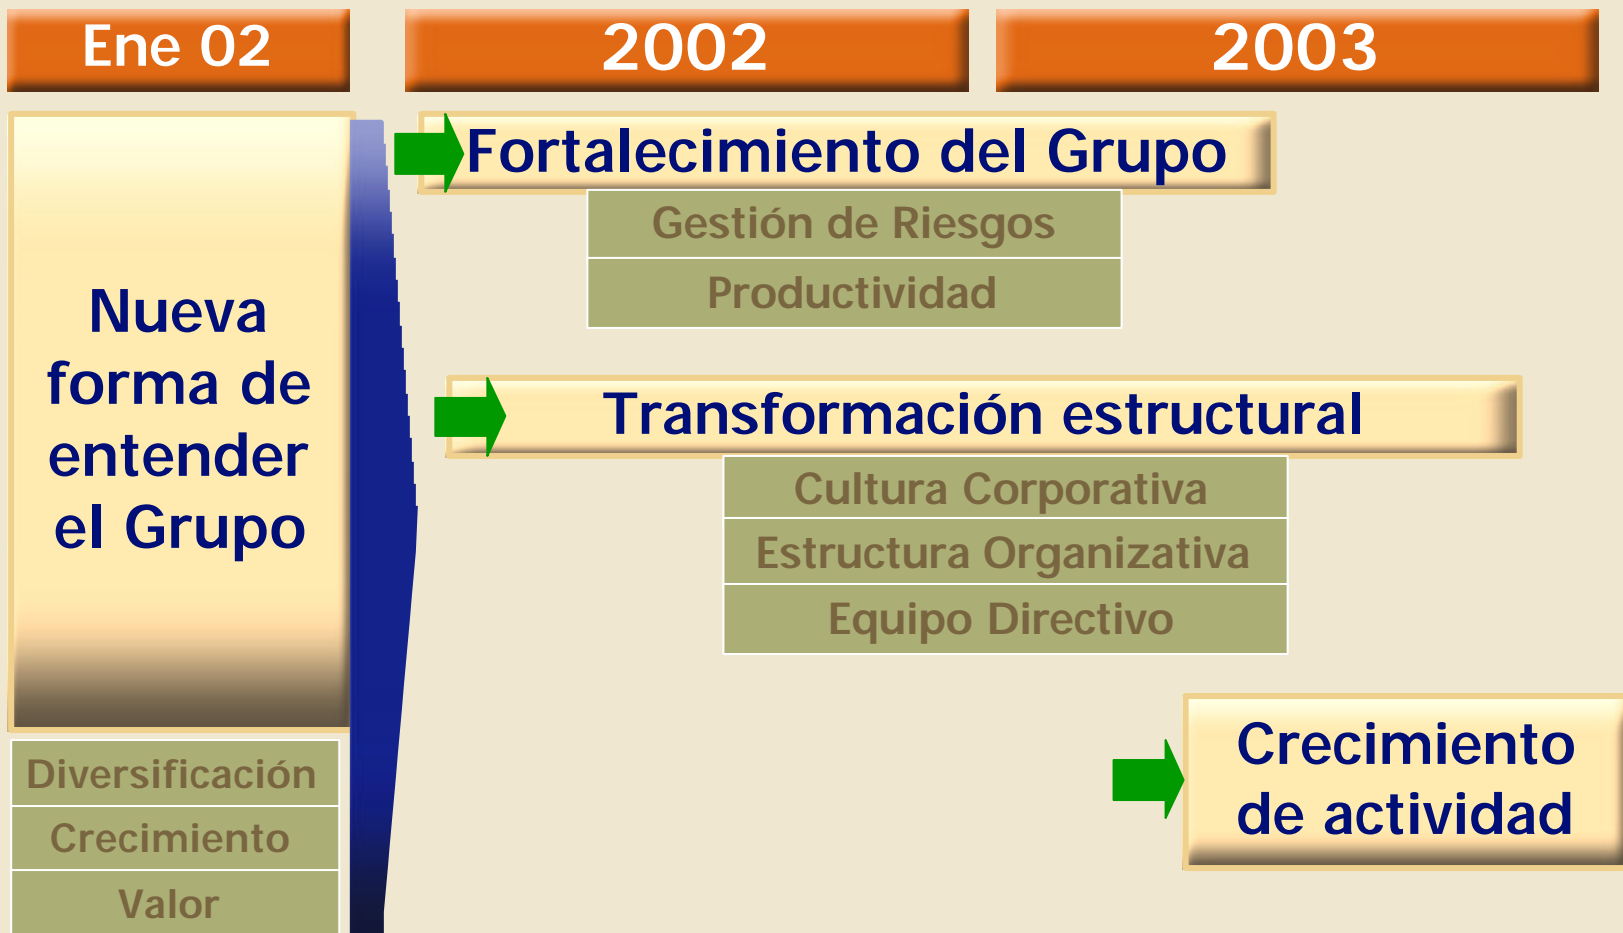 Ene 02
2002
2003
Nueva
forma de
entender
el Grupo
Diversificación
Crecimiento
Valor
Fortalecimiento del Grupo
Gestión de Riesgos
Productividad
Transformación estructural
Cultura Corporativa
Estructura Organizativa
Equipo Directivo
Crecimiento
de actividad